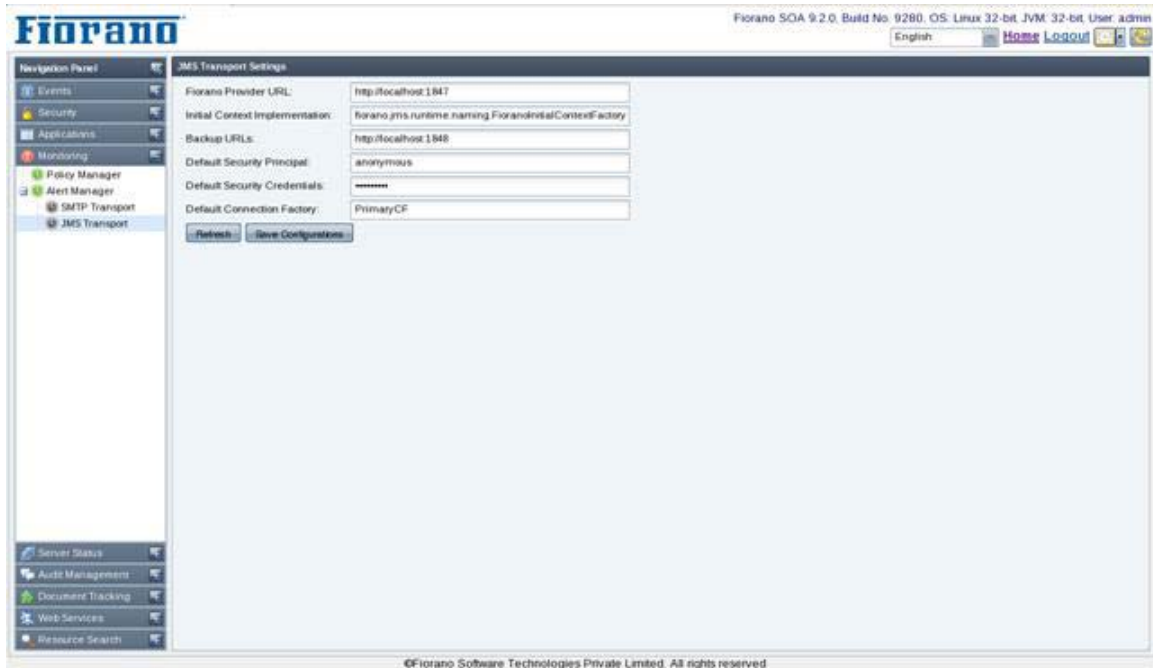 Fiorano
Fiorano SOA 9.2.0, Build No: 9280, OS: Linux 32-bit, JVM: 32-bit, User: admin
English Home Logout
Navigation Panel
Events
Security
Applications
Monitoring
Policy Manager
Alert Manager
SMTP Transport
JMS Transport
Server Status
Audit Management
Document Tracking
Web Services
Resource Search
JMS Transport Settings
Fiorano Provider URL: http://localhost:1847
Initial Context Implementation: fiorano.jms.runtime.naming.FioranoInitialContextFactory
Backup URLs: http://localhost:1848
Default Security Principal: anonymous
Default Security Credentials: •••••••••
Default Connection Factory: PrimaryCF
Refresh Save Configurations
©Fiorano Software Technologies Private Limited. All rights reserved